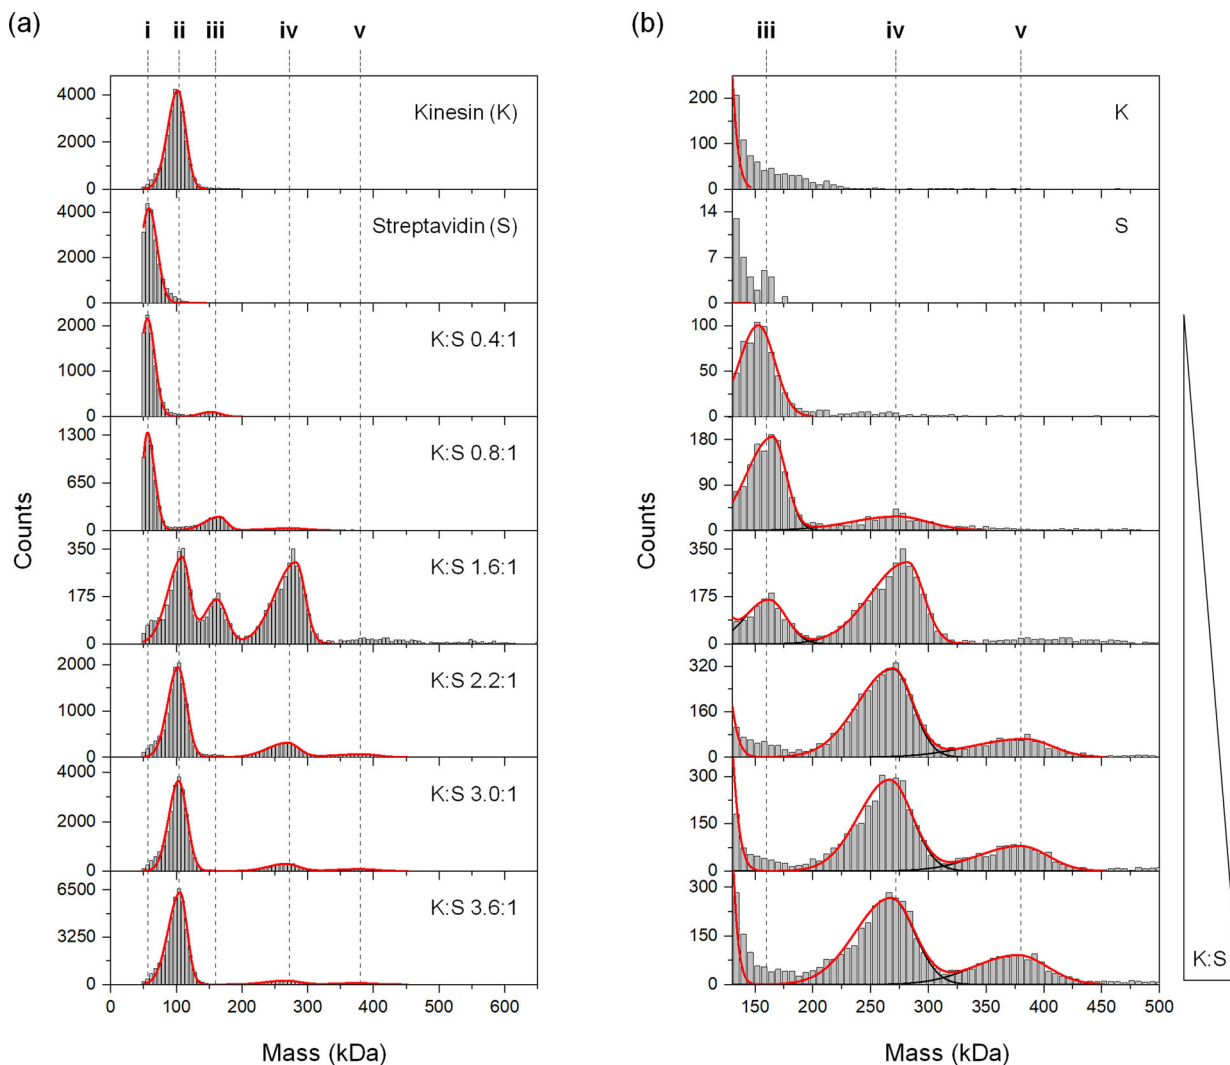 (a)
i ii iii iv v
Kinesin (K)
4000
2000
0
Streptavidin (S)
4000
2000
0
K:S 0.4:1
2000
1000
0
K:S 0.8:1
1300
650
0
K:S 1.6:1
350
175
0
K:S 2.2:1
2000
1000
0
K:S 3.0:1
4000
2000
0
K:S 3.6:1
6500
3250
0
0 100 200 300 400 500 600
Mass (kDa)
Counts
(b)
iii iv v
K
200
100
0
S
14
7
0
100
50
0
180
90
0
350
175
0
320
160
0
300
150
0
300
150
0
150 200 250 300 350 400 450 500
Mass (kDa)
Counts
K:S